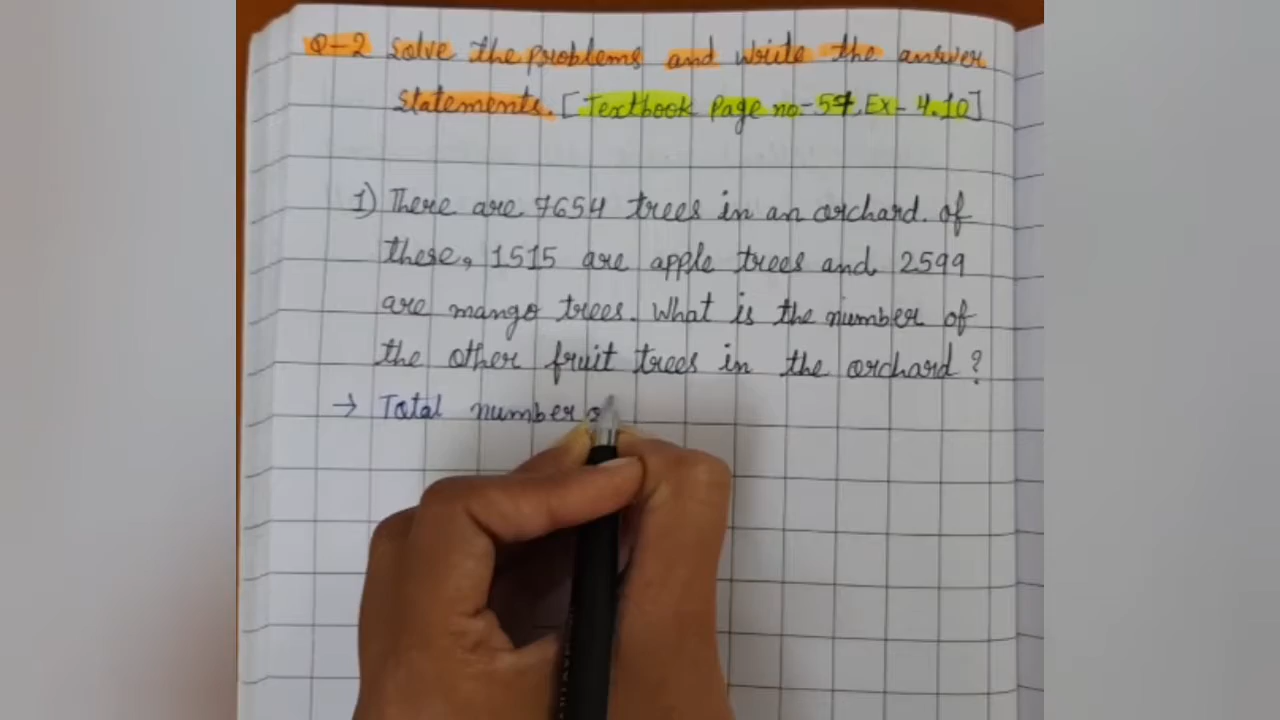 Q-2 Solve the problems and write the answer
statements. [Textbook Page no-57, Ex- 4.10]
1) There are 7654 trees in an orchard. of
these, 1515 are apple trees and 2599
are mango trees. What is the number of
the other fruit trees in the orchard?
→ Total number o